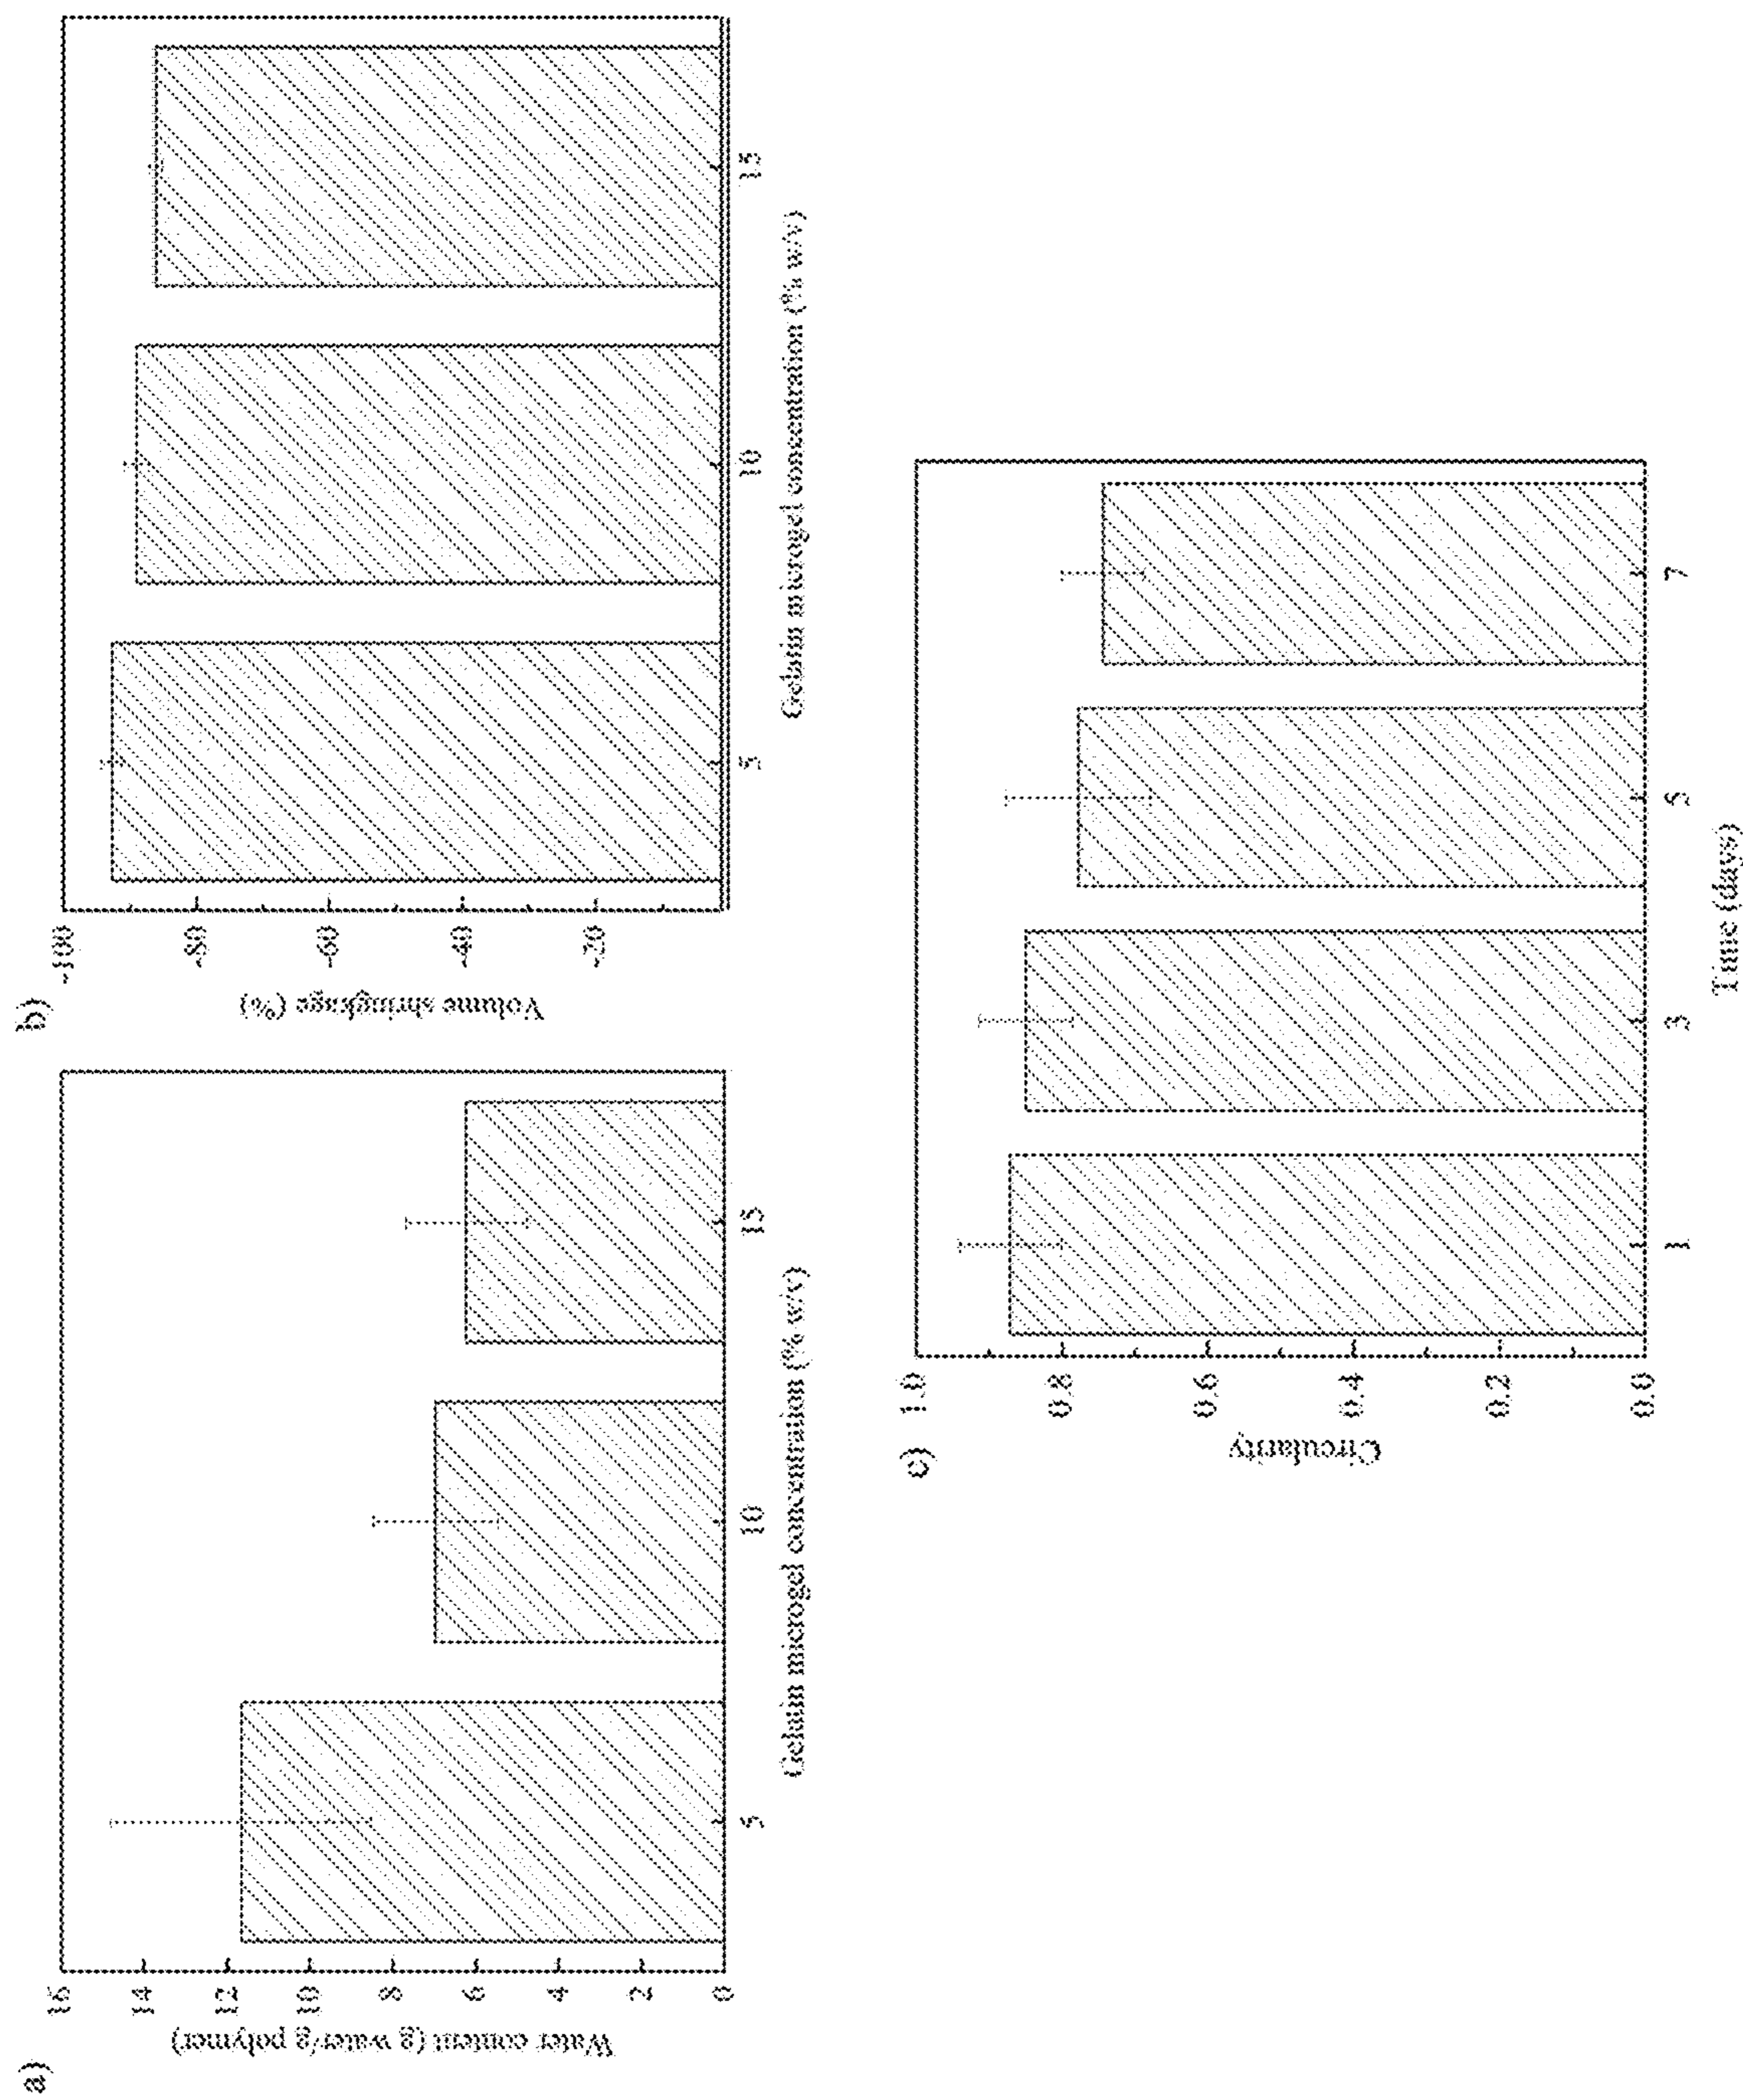 a)
Water content (g water/g polymer)
16
14
12
10
8
6
4
2
0
5 10 15
Gelatin microgel concentration (% w/v)
b)
Volume shringkage (%)
-100
-80
-60
-40
-20
5 10 15
Gelatin microgel concentration (% w/v)
c)
Circularity
1.0
0.8
0.6
0.4
0.2
0.0
1 3 5 7
Time (days)